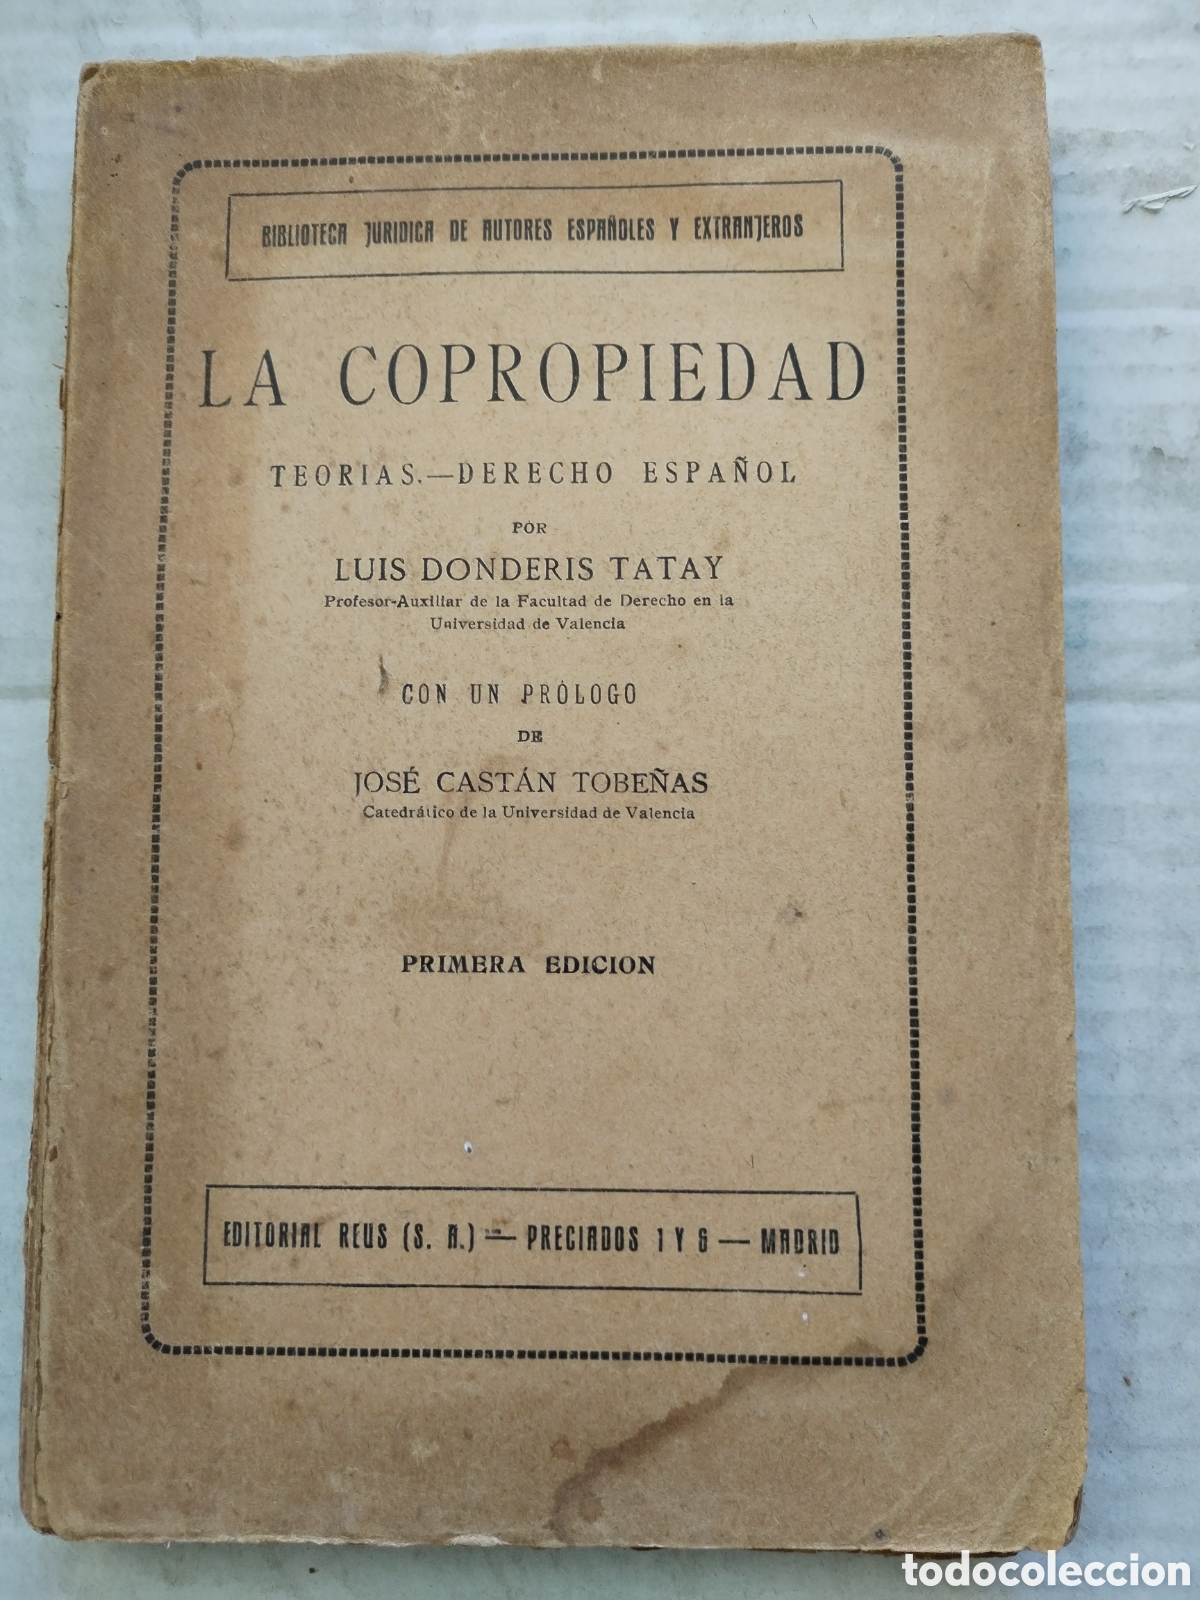 BIBLIOTECA JURIDICA DE AUTORES ESPAÑOLES Y EXTRANJEROS
LA COPROPIEDAD
TEORIAS.—DERECHO ESPAÑOL
POR
LUIS DONDERIS TATAY
Profesor-Auxiliar de la Facultad de Derecho en la
Universidad de Valencia
CON UN PRÓLOGO
DE
JOSÉ CASTÁN TOBEÑAS
Catedrático de la Universidad de Valencia
PRIMERA EDICION
EDITORIAL REUS (S. A.) — PRECIADOS 1 Y 6 — MADRID
todocoleccion